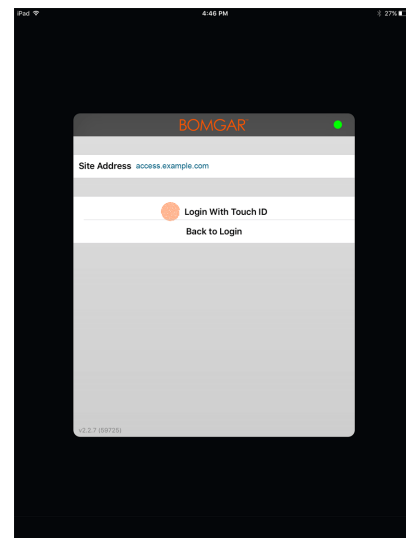 iPad 4:46 PM 27%
BOMGAR
Site Address access.example.com
Login With Touch ID
Back to Login
v2.2.7 (59725)